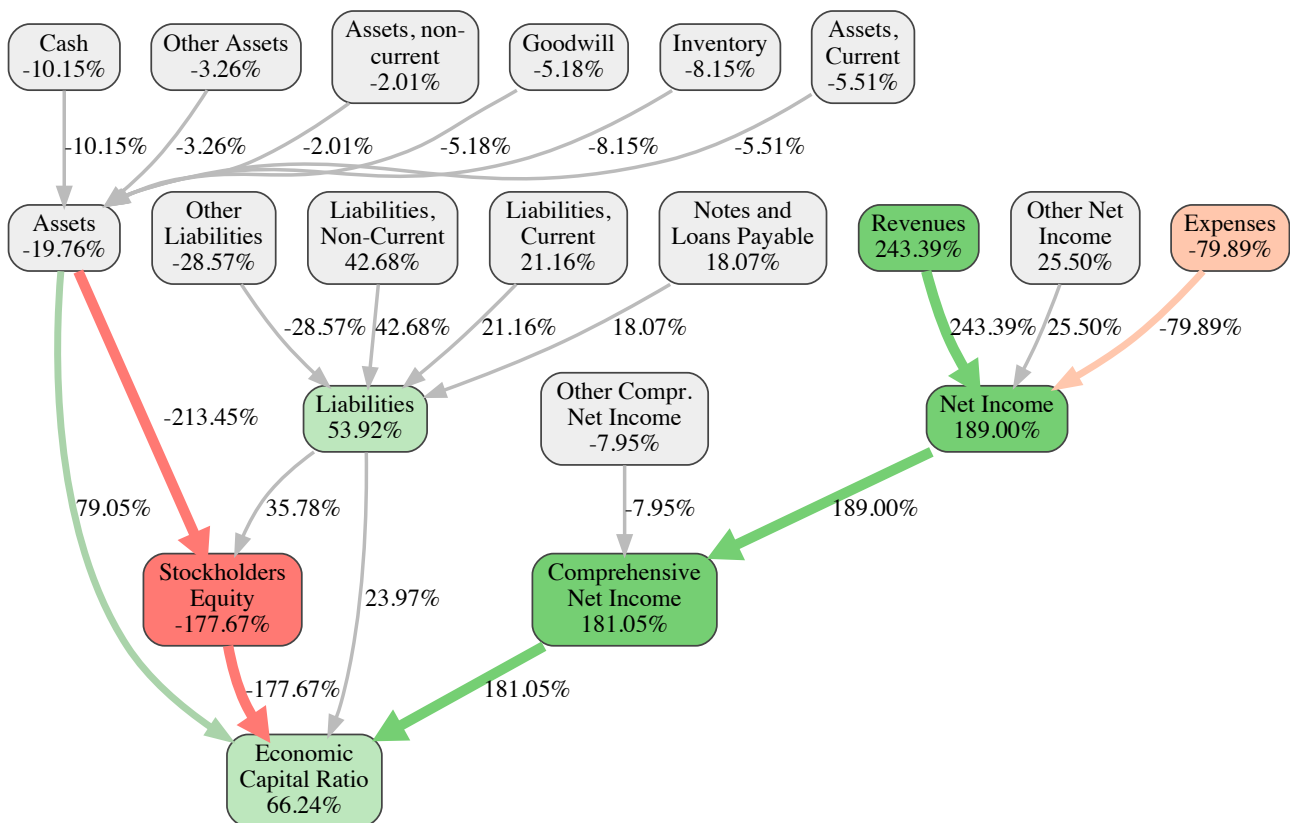 Cash
-10.15%
Other Assets
-3.26%
Assets, non-
current
-2.01%
Goodwill
-5.18%
Inventory
-8.15%
Assets,
Current
-5.51%
-10.15%
-3.26%
-2.01%
-5.18%
-8.15%
-5.51%
Assets
-19.76%
Other
Liabilities
-28.57%
Liabilities,
Non-Current
42.68%
Liabilities,
Current
21.16%
Notes and
Loans Payable
18.07%
Revenues
243.39%
Other Net
Income
25.50%
Expenses
-79.89%
-28.57%
42.68%
21.16%
18.07%
243.39%
25.50%
-79.89%
-213.45%
Liabilities
53.92%
Other Compr.
Net Income
-7.95%
Net Income
189.00%
79.05%
35.78%
-7.95%
189.00%
Stockholders
Equity
-177.67%
23.97%
Comprehensive
Net Income
181.05%
-177.67%
181.05%
Economic
Capital Ratio
66.24%